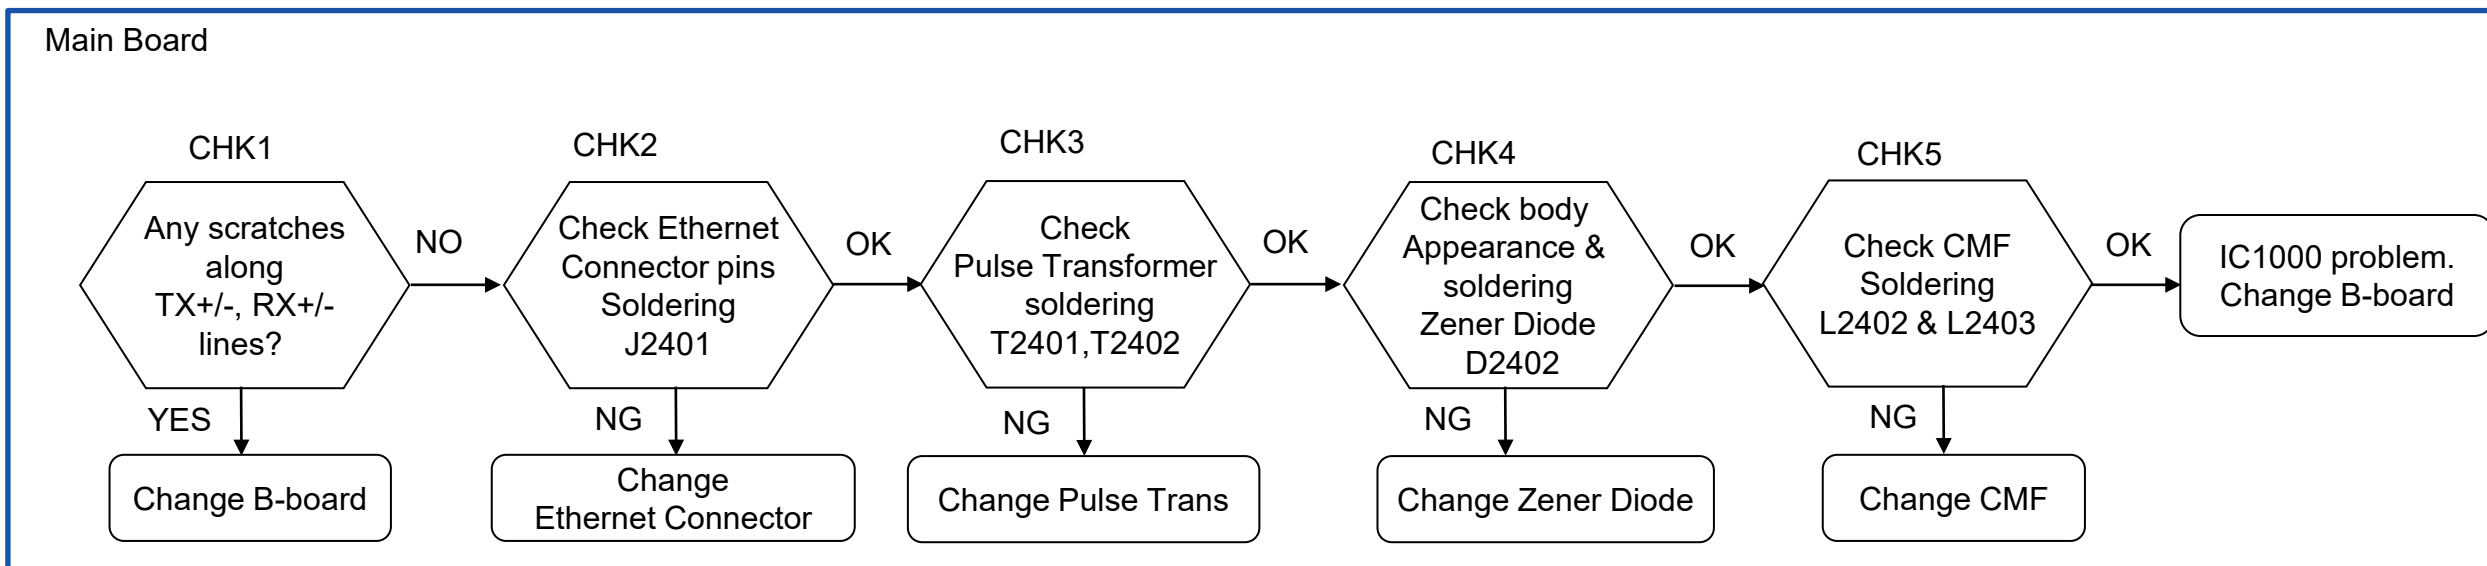 Main Board
CHK1
Any scratches
along
TX+/-, RX+/-
lines?
NO
YES
Change B-board
CHK2
Check Ethernet
Connector pins
Soldering
J2401
OK
NG
Change
Ethernet Connector
CHK3
Check
Pulse Transformer
soldering
T2401,T2402
OK
NG
Change Pulse Trans
CHK4
Check body
Appearance &
soldering
Zener Diode
D2402
OK
NG
Change Zener Diode
CHK5
Check CMF
Soldering
L2402 & L2403
OK
NG
Change CMF
IC1000 problem.
Change B-board